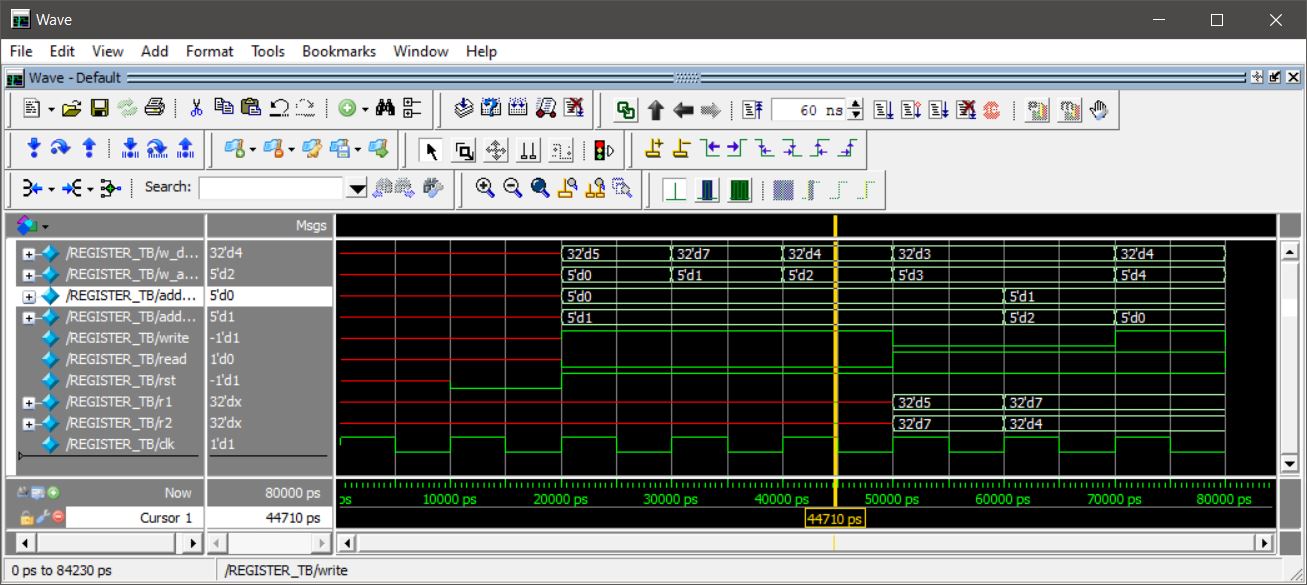 Wave
File Edit View Add Format Tools Bookmarks Window Help
Wave - Default
60 ns
Search:
Msgs
/REGISTER_TB/w_d... 32'd4 32'd5 32'd7 32'd4 32'd3 32'd4
/REGISTER_TB/w_a... 5'd2 5'd0 5'd1 5'd2 5'd3 5'd4
/REGISTER_TB/add... 5'd0 5'd0 5'd1
/REGISTER_TB/add... 5'd1 5'd1 5'd2 5'd0
/REGISTER_TB/write -1'd1
/REGISTER_TB/read 1'd0
/REGISTER_TB/rst -1'd1
/REGISTER_TB/r1 32'dx 32'd5 32'd7
/REGISTER_TB/r2 32'dx 32'd7 32'd4
/REGISTER_TB/clk 1'd1
Now 80000 ps ps 10000 ps 20000 ps 30000 ps 40000 ps 50000 ps 60000 ps 70000 ps 80000 ps
Cursor 1 44710 ps 44710 ps
0 ps to 84230 ps /REGISTER_TB/write